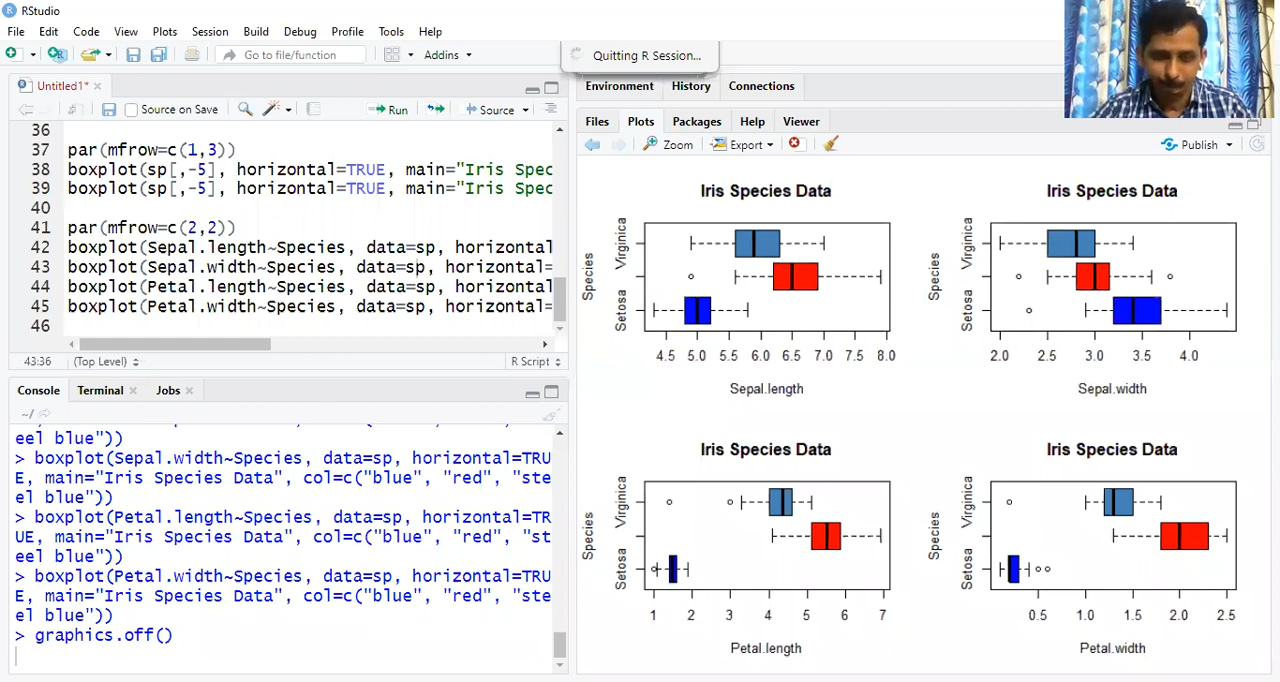 RStudio
File Edit Code View Plots Session Build Debug Profile Tools Help
Go to file/function
Addins
Quitting R Session...
Untitled1*
Source on Save
Run
Source
36
37 par(mfrow=c(1,3))
38 boxplot(sp[,-5], horizontal=TRUE, main="Iris Spec
39 boxplot(sp[,-5], horizontal=TRUE, main="Iris Spec
40
41 par(mfrow=c(2,2))
42 boxplot(Sepal.length~Species, data=sp, horizontal
43 boxplot(Sepal.width~Species, data=sp, horizontal=
44 boxplot(Petal.length~Species, data=sp, horizontal
45 boxplot(Petal.width~Species, data=sp, horizontal=
46
43:36 (Top Level) R Script
Console Terminal Jobs
~/
eel blue"))
> boxplot(Sepal.width~Species, data=sp, horizontal=TRU
E, main="Iris Species Data", col=c("blue", "red", "ste
el blue"))
> boxplot(Petal.length~Species, data=sp, horizontal=TR
UE, main="Iris Species Data", col=c("blue", "red", "st
eel blue"))
> boxplot(Petal.width~Species, data=sp, horizontal=TRU
E, main="Iris Species Data", col=c("blue", "red", "ste
el blue"))
> graphics.off()
Environment History Connections
Files Plots Packages Help Viewer
Zoom Export Publish
Iris Species Data
Species
Virginica
Setosa
4.5 5.0 5.5 6.0 6.5 7.0 7.5 8.0
Sepal.length
Iris Species Data
Species
Virginica
Setosa
2.0 2.5 3.0 3.5 4.0
Sepal.width
Iris Species Data
Species
Virginica
Setosa
1 2 3 4 5 6 7
Petal.length
Iris Species Data
Species
Virginica
Setosa
0.5 1.0 1.5 2.0 2.5
Petal.width